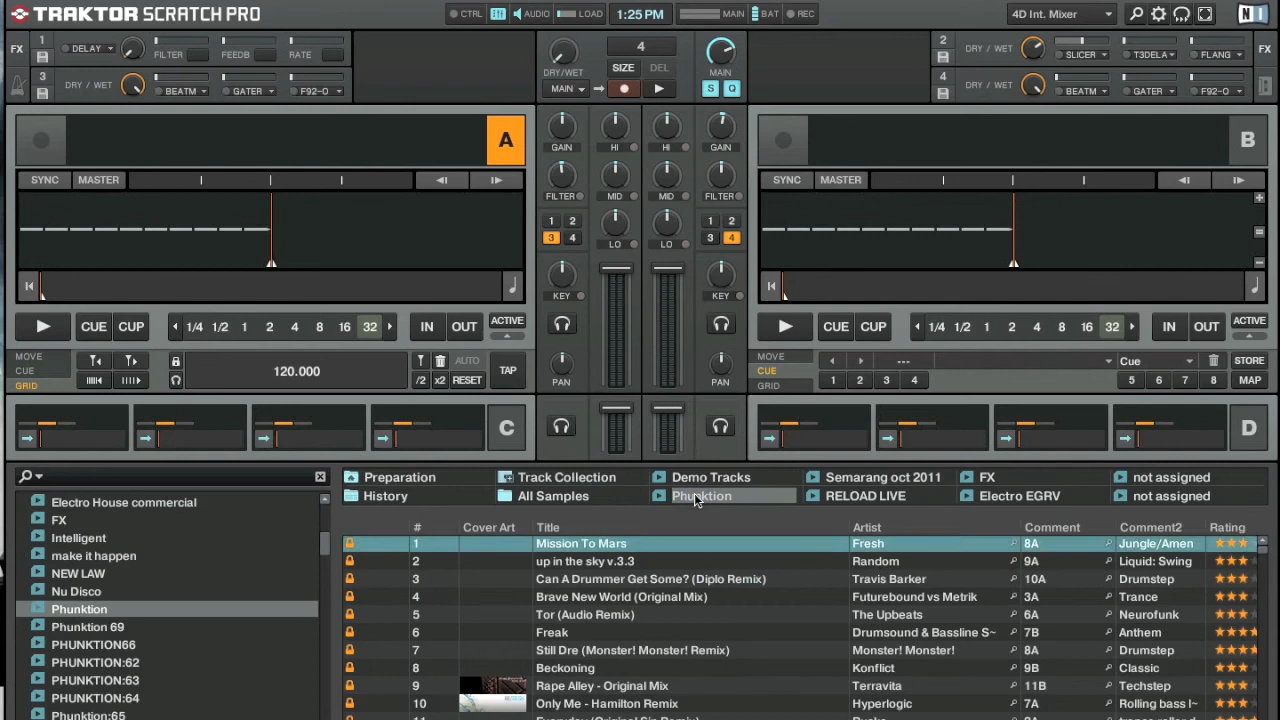 TRAKTOR SCRATCH PRO
CTRL AUDIO LOAD 1:25 PM MAIN BAT REC 4D Int. Mixer NI
FX 1 DELAY FILTER FEEDB RATE
3 DRY / WET BEATM GATER F92-O
DRY/WET 4 SIZE DEL MAIN
MAIN S Q
2 DRY / WET SLICER T3DELA FLANG FX
4 DRY / WET BEATM GATER F92-O
A
GAIN HI HI GAIN
B
SYNC MASTER
FILTER MID MID FILTER
SYNC MASTER
1 2 3 4 LO LO 1 2 3 4
KEY KEY
CUE CUP 1/4 1/2 1 2 4 8 16 32 IN OUT ACTIVE
CUE CUP 1/4 1/2 1 2 4 8 16 32 IN OUT ACTIVE
MOVE CUE GRID 120.000 AUTO /2 x2 RESET TAP
PAN PAN
MOVE CUE GRID --- Cue STORE
1 2 3 4 5 6 7 8 MAP
C D
Preparation Track Collection Demo Tracks Semarang oct 2011 FX not assigned
History All Samples Phunktion RELOAD LIVE Electro EGRV not assigned
Electro House commercial
FX
Intelligent
make it happen
NEW LAW
Nu Disco
Phunktion
Phunktion 69
PHUNKTION66
PHUNKTION:62
PHUNKTION:63
PHUNKTION:64
Phunktion:65
# Cover Art Title Artist Comment Comment2 Rating
1 Mission To Mars Fresh 8A Jungle/Amen
2 up in the sky v.3.3 Random 9A Liquid: Swing
3 Can A Drummer Get Some? (Diplo Remix) Travis Barker 10A Drumstep
4 Brave New World (Original Mix) Futurebound vs Metrik 3A Trance
5 Tor (Audio Remix) The Upbeats 6A Neurofunk
6 Freak Drumsound & Bassline S~ 7B Anthem
7 Still Dre (Monster! Monster! Remix) Monster! Monster! 8A Drumstep
8 Beckoning Konflict 9B Classic
9 Rape Alley - Original Mix Terravita 11B Techstep
10 Only Me - Hamilton Remix Hyperlogic 7A Rolling bass l~